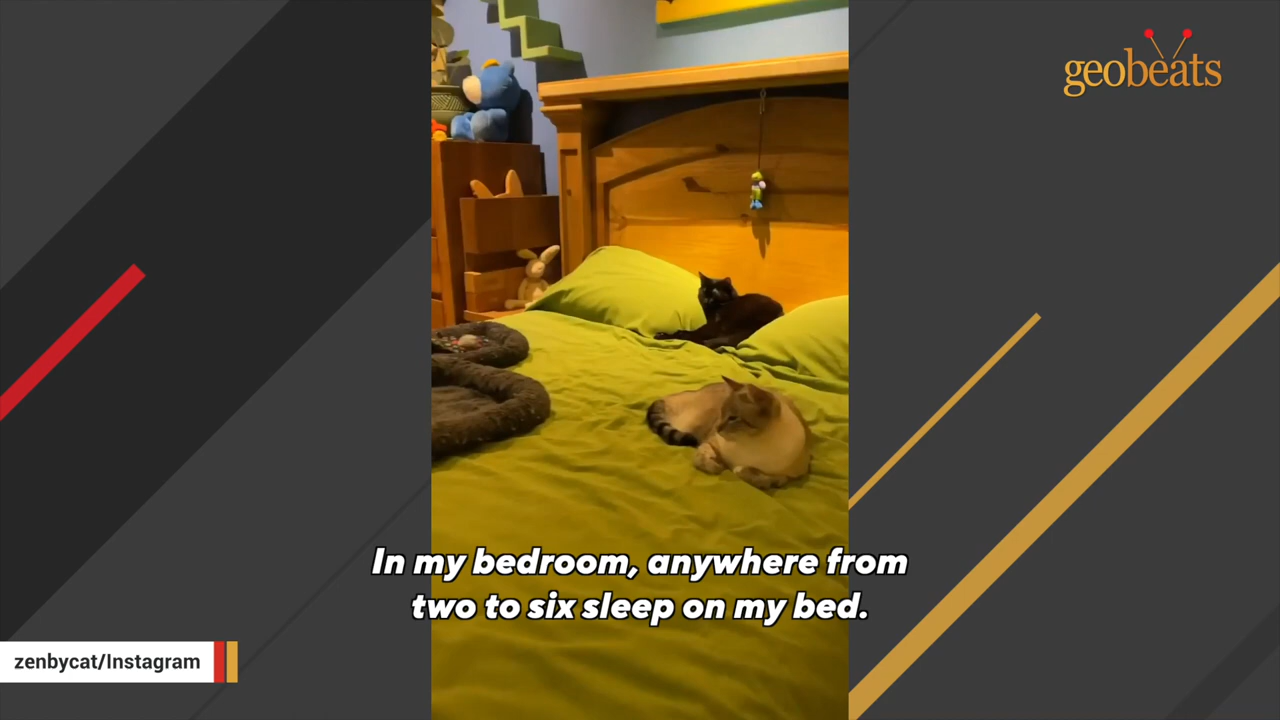 geobeats
In my bedroom, anywhere from
two to six sleep on my bed.
zenbycat/Instagram